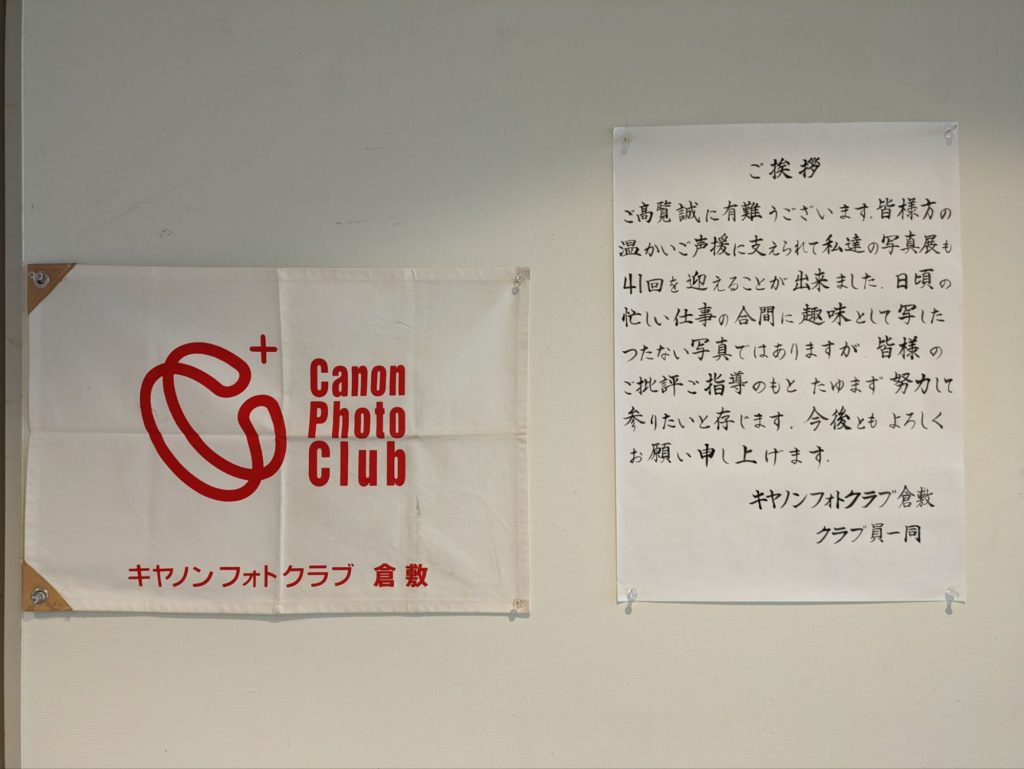 Canon
Photo
Club
キヤノンフォトクラブ 倉敷
ご挨拶
ご高覧誠に有難うございます.皆様方の
温かいご声援に支えられて私達の写真展も
41回を迎えることが出来ました.日頃の
忙しい仕事の合間に趣味として写した
つたない写真ではありますが.皆様の
ご批評ご指導のもと.たゆまず努力して
参りたいと存じます.今後ともよろしく
お願い申し上げます.
キヤノンフォトクラブ倉敷
クラブ員一同